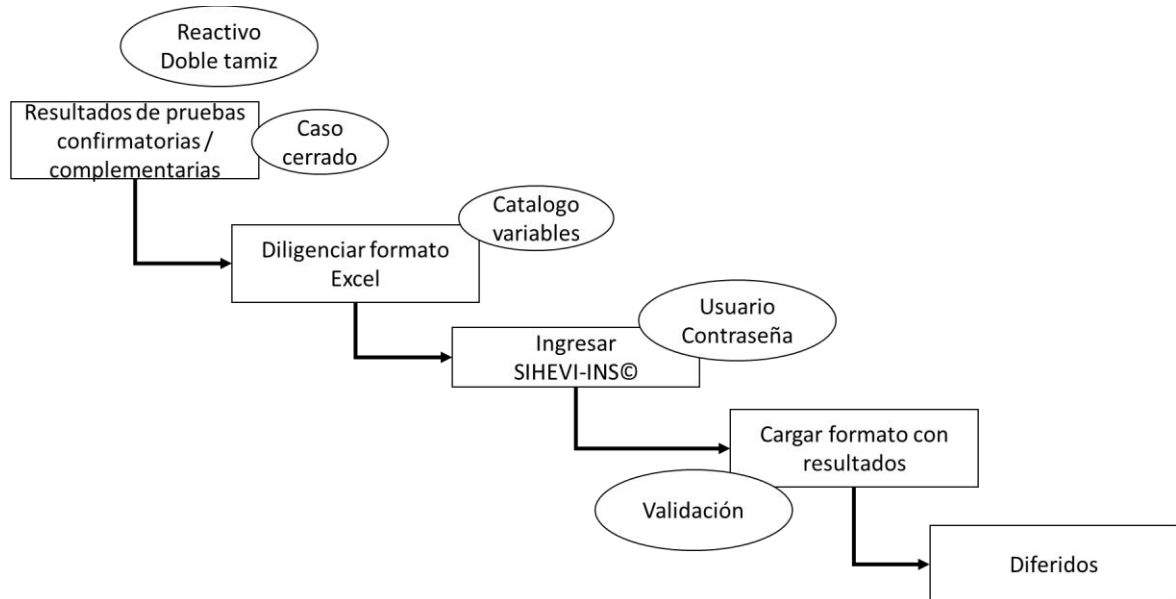 Reactivo
Doble tamiz
Resultados de pruebas
confirmatorias /
complementarias
Caso
cerrado
Catalogo
variables
Diligenciar formato
Excel
Usuario
Contraseña
Ingresar
SIHEVI-INS©
Cargar formato con
resultados
Validación
Diferidos